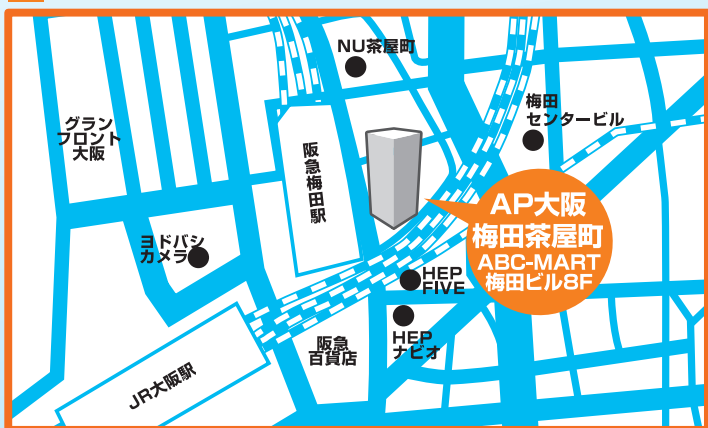 NU茶屋町
グラン
フロント
大阪
梅田
センタービル
阪急梅田駅
AP大阪
梅田茶屋町
ABC-MART
梅田ビル8F
ヨドバシ
カメラ
HEP
FIVE
HEP
ナビオ
阪急
百貨店
JR大阪駅